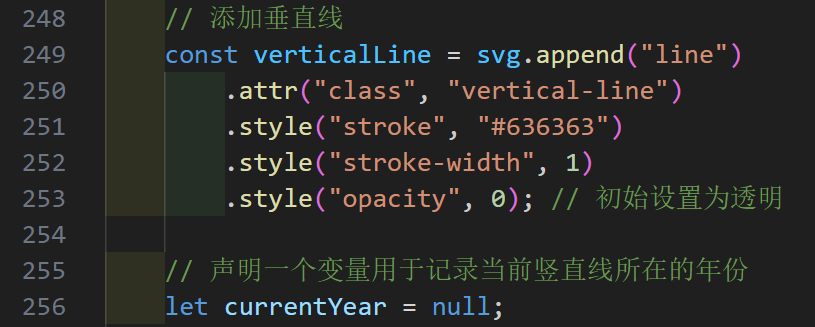 248 // 添加垂直线
249 const verticalLine = svg.append("line")
250 .attr("class", "vertical-line")
251 .style("stroke", "#636363")
252 .style("stroke-width", 1)
253 .style("opacity", 0); // 初始设置为透明
254
255 // 声明一个变量用于记录当前竖直线所在的年份
256 let currentYear = null;